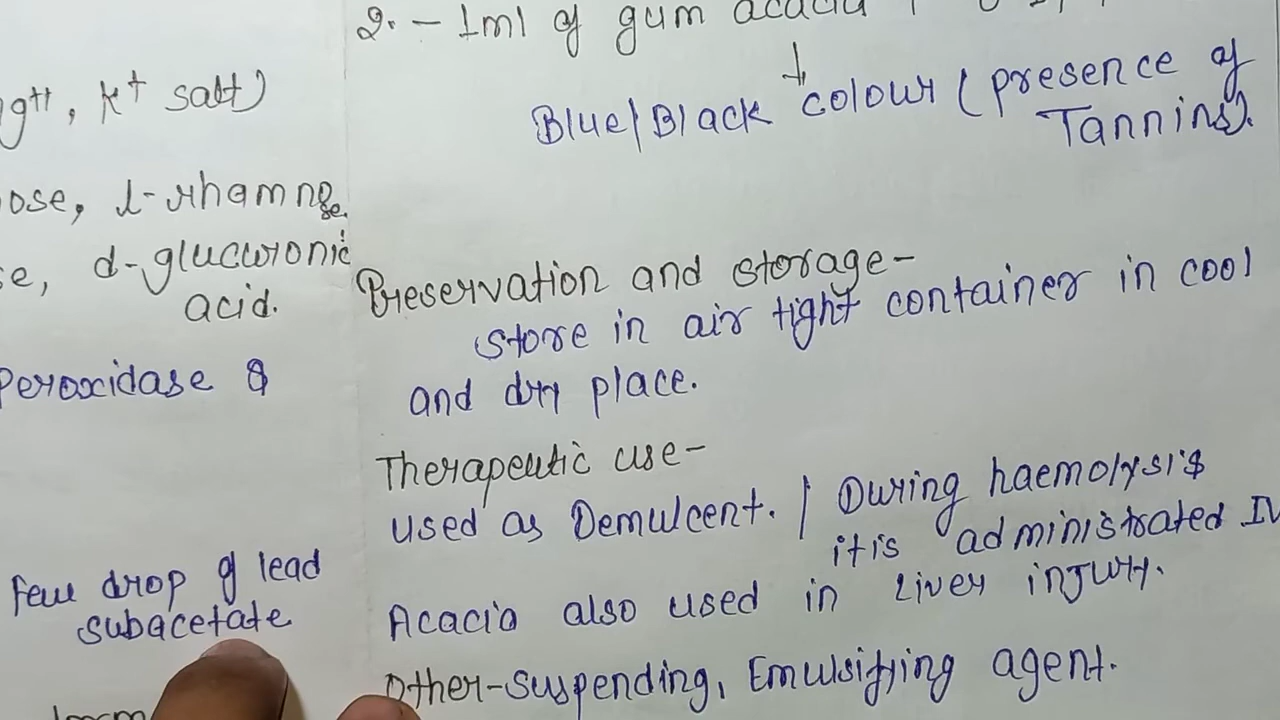 g++, K+ salt)
ose, l-rhamnose.
e, d-glucuronic
acid.
Peroxidase &
Few drop of lead
subacetate
2. - 1ml of gum acacia
↓
Blue/Black colour (presence of
Tannins).
Preservation and storage-
store in air tight container in cool
and dry place.
Therapeutic use-
used as Demulcent. | During haemolysis
it is administrated IV
Acacia also used in Liver injury.
Other-suspending, Emulsifying agent.